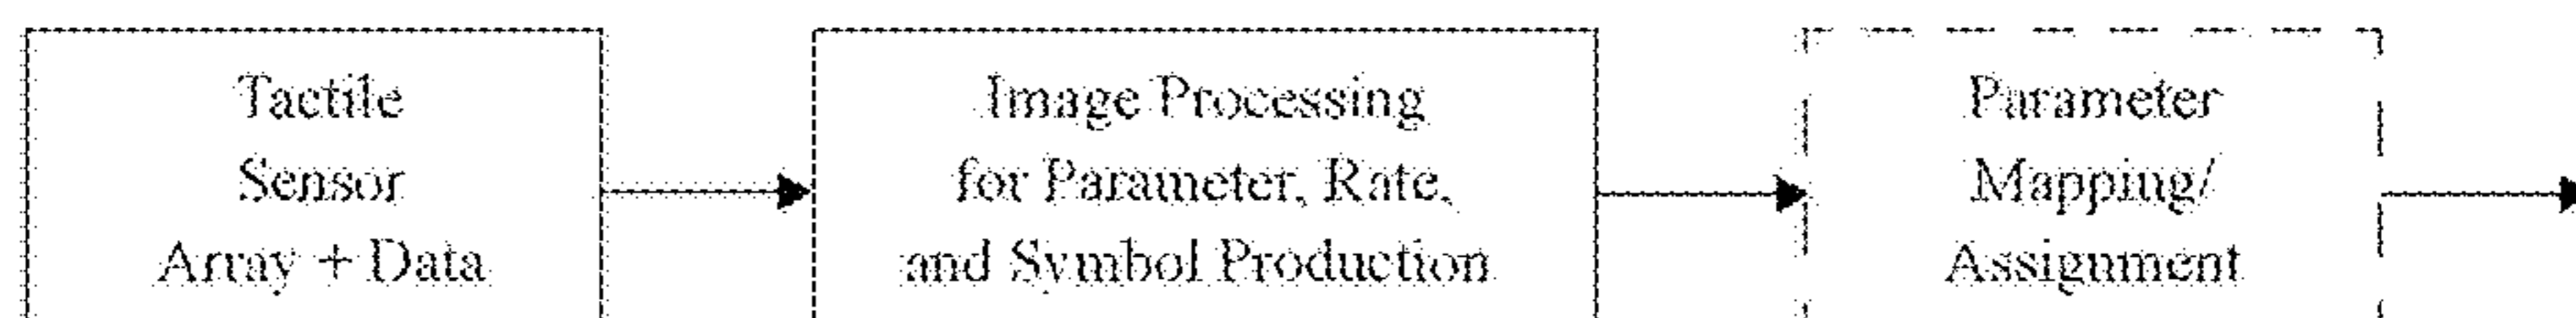 Tactile
Sensor
Array + Data
Image Processing
for Parameter, Rate,
and Symbol Production
Parameter
Mapping/
Assignment